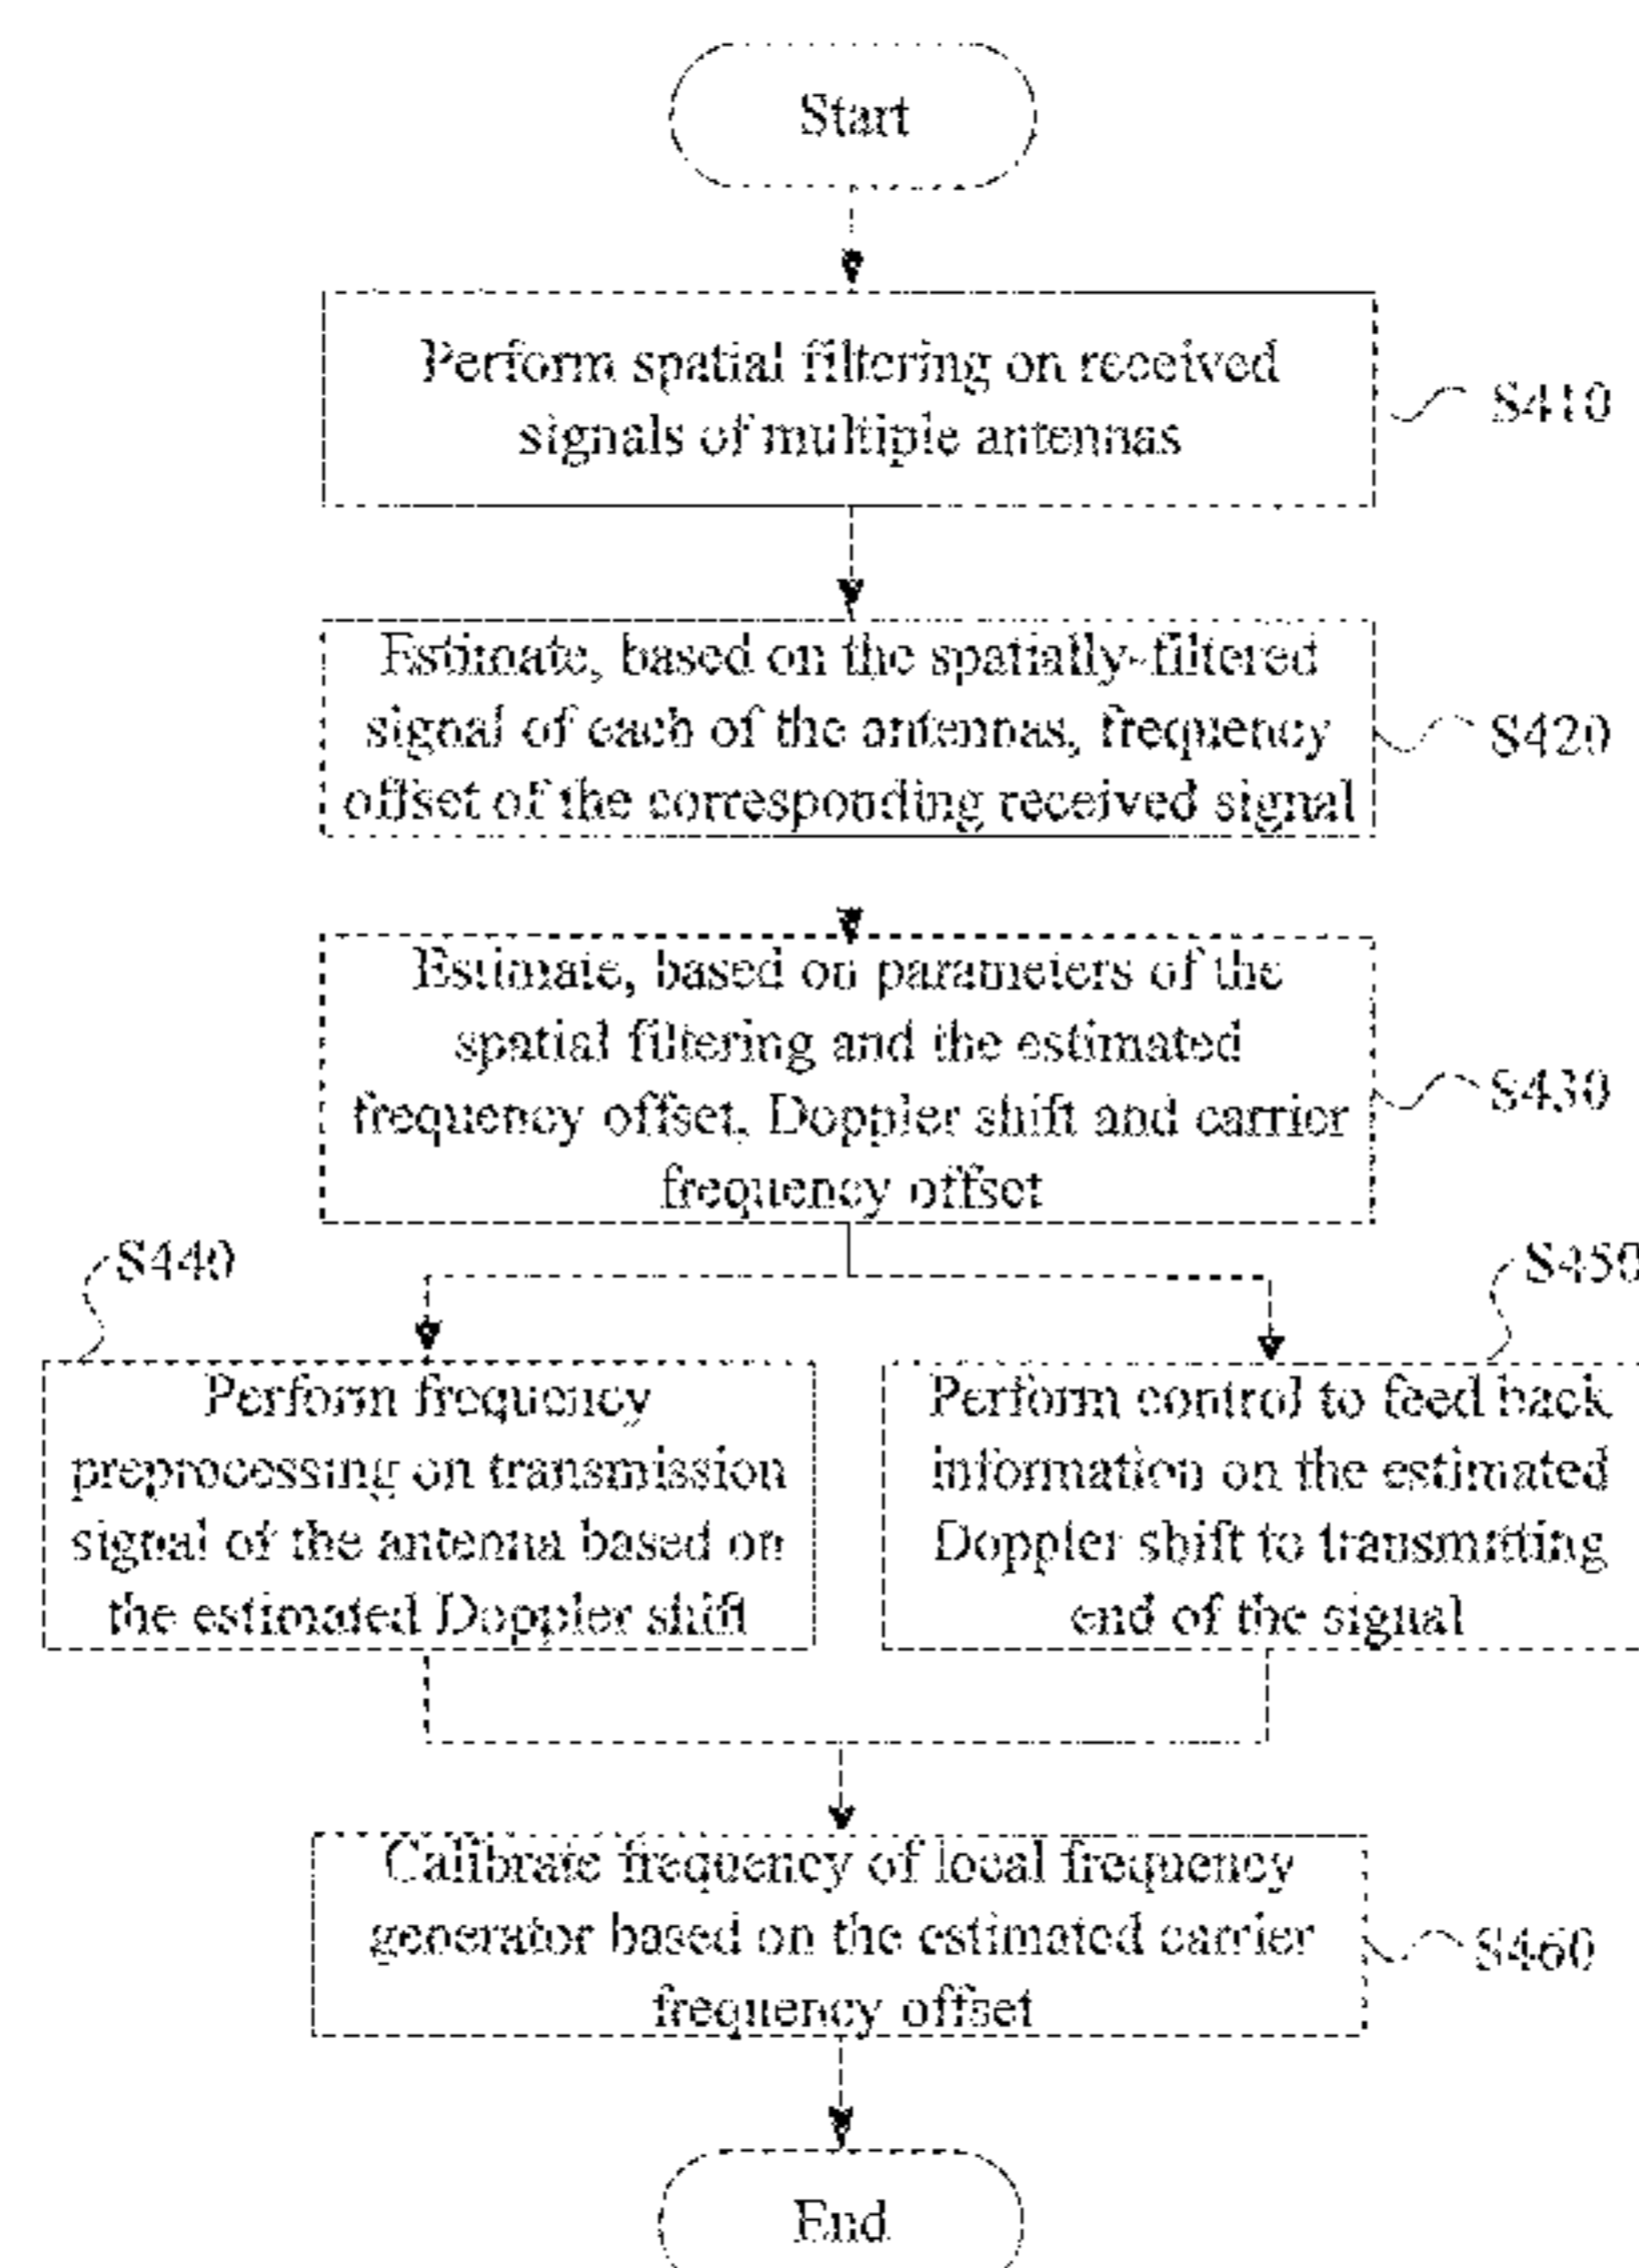 Start
Perform spatial filtering on received
signals of multiple antennas
S410
Estimate, based on the spatially-filtered
signal of each of the antennas, frequency
offset of the corresponding received signal
S420
Estimate, based on parameters of the
spatial filtering and the estimated
frequency offset, Doppler shift and carrier
frequency offset
S430
S440
Perform frequency
preprocessing on transmission
signal of the antenna based on
the estimated Doppler shift
S450
Perform control to feed back
information on the estimated
Doppler shift to transmitting
end of the signal
Calibrate frequency of local frequency
generator based on the estimated carrier
frequency offset
S460
End